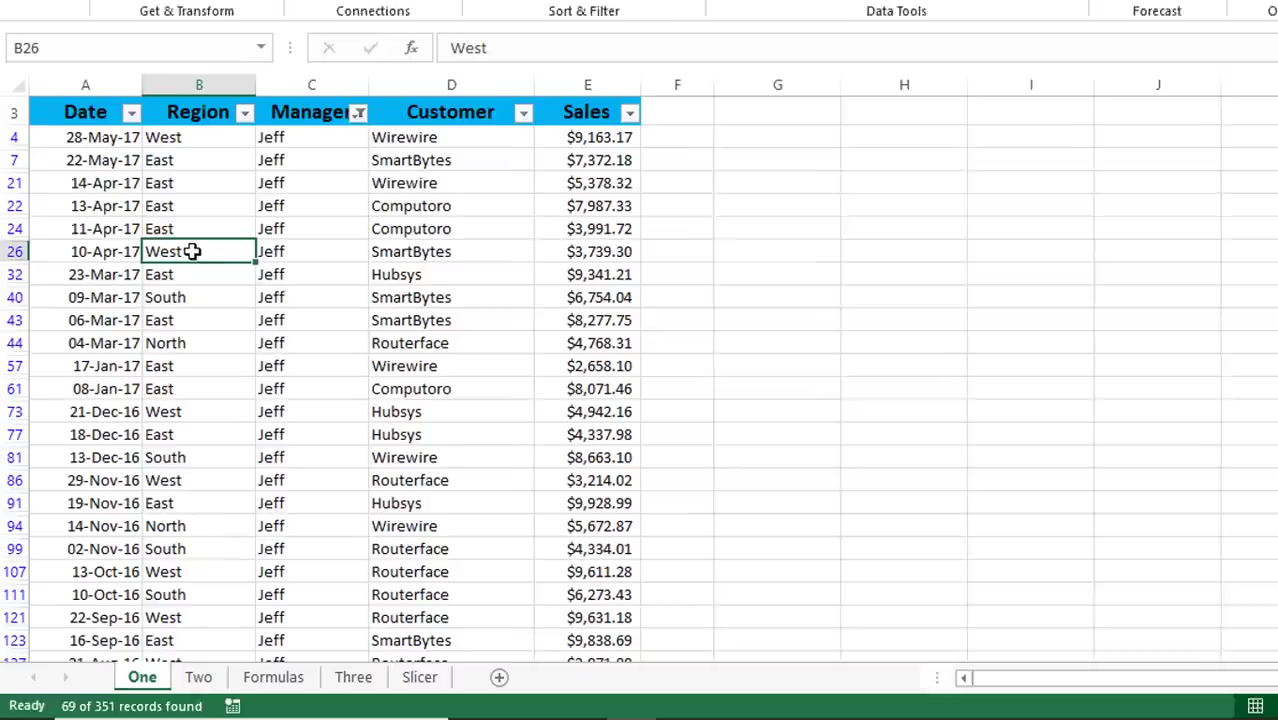 Get & Transform Connections Sort & Filter Data Tools Forecast
B26 fx West
A B C D E F G H I J
3 Date Region Manager Customer Sales
4 28-May-17 West Jeff Wirewire $9,163.17
7 22-May-17 East Jeff SmartBytes $7,372.18
21 14-Apr-17 East Jeff Wirewire $5,378.32
22 13-Apr-17 East Jeff Computoro $7,987.33
24 11-Apr-17 East Jeff Computoro $3,991.72
26 10-Apr-17 West Jeff SmartBytes $3,739.30
32 23-Mar-17 East Jeff Hubsys $9,341.21
40 09-Mar-17 South Jeff SmartBytes $6,754.04
43 06-Mar-17 East Jeff SmartBytes $8,277.75
44 04-Mar-17 North Jeff Routerface $4,768.31
57 17-Jan-17 East Jeff Wirewire $2,658.10
61 08-Jan-17 East Jeff Computoro $8,071.46
73 21-Dec-16 West Jeff Hubsys $4,942.16
77 18-Dec-16 East Jeff Hubsys $4,337.98
81 13-Dec-16 South Jeff Wirewire $8,663.10
86 29-Nov-16 West Jeff Routerface $3,214.02
91 19-Nov-16 East Jeff Hubsys $9,928.99
94 14-Nov-16 North Jeff Wirewire $5,672.87
99 02-Nov-16 South Jeff Routerface $4,334.01
107 13-Oct-16 West Jeff Routerface $9,611.28
111 10-Oct-16 South Jeff Routerface $6,273.43
121 22-Sep-16 West Jeff Routerface $9,631.18
123 16-Sep-16 East Jeff SmartBytes $9,838.69
One Two Formulas Three Slicer
Ready 69 of 351 records found